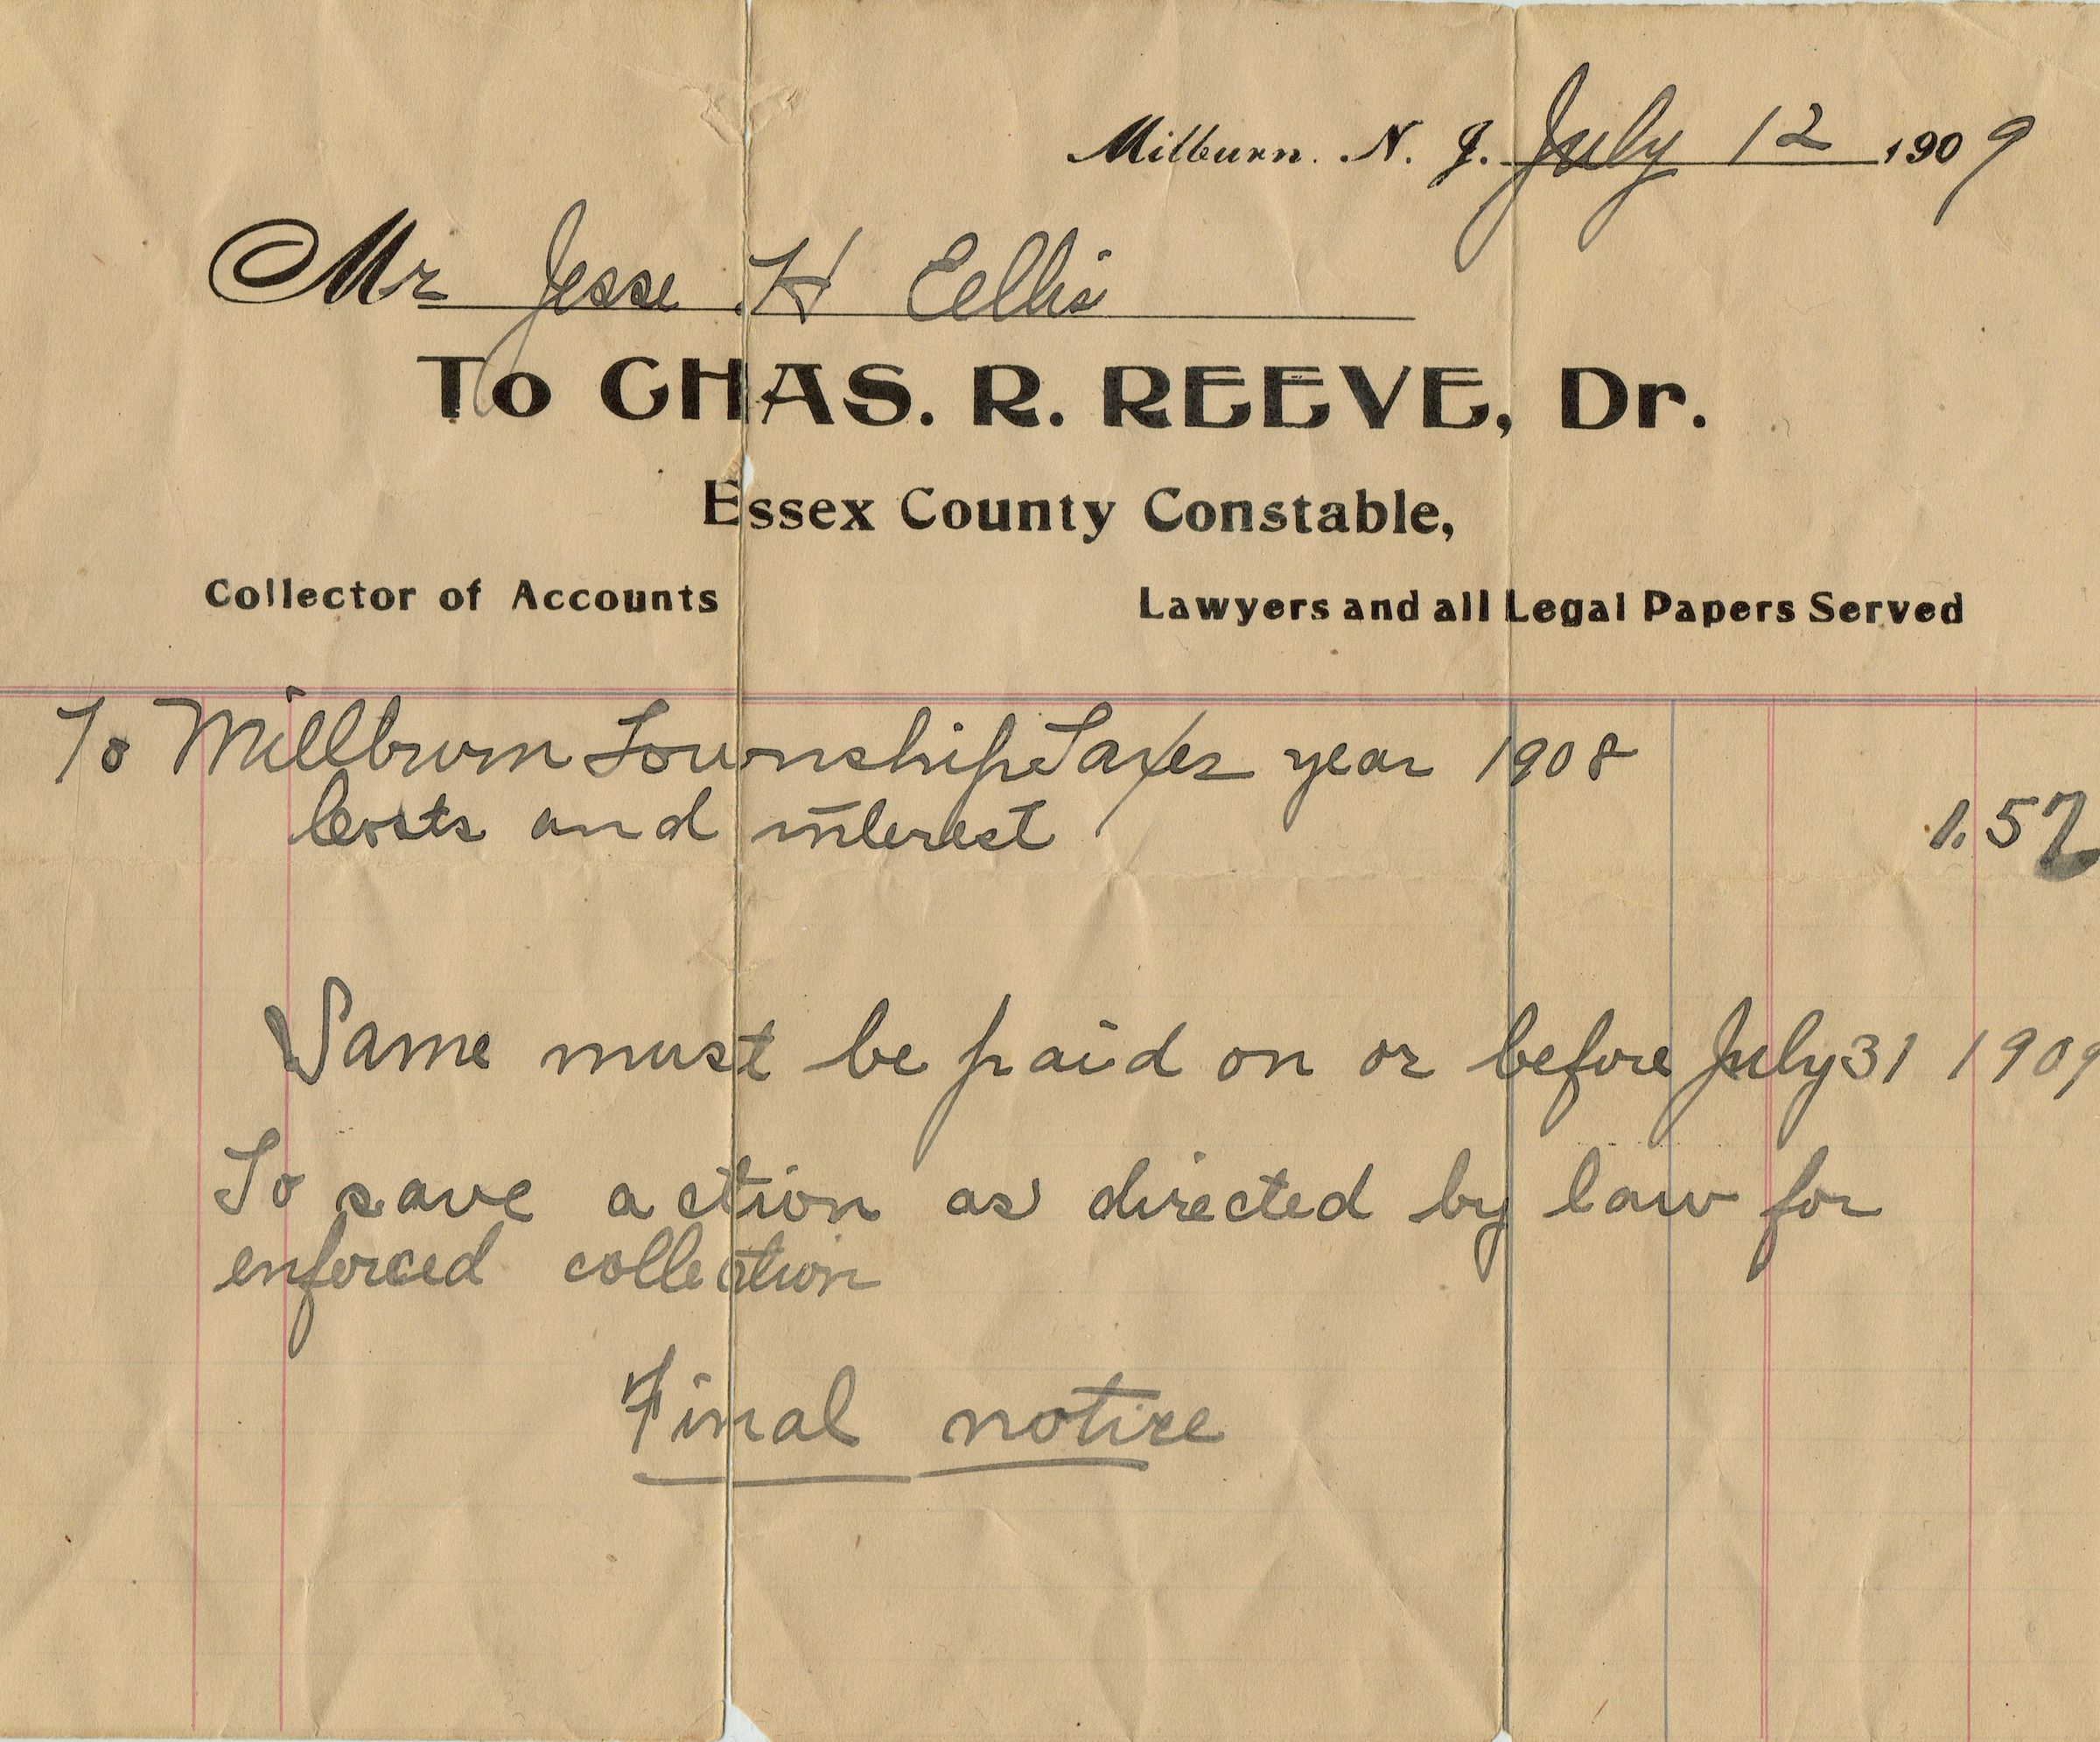 Milburn. N. J. July 12 1909
Mr Jesse H Eellis
To CHAS. R. REEVE, Dr.
Essex County Constable,
Collector of Accounts Lawyers and all Legal Papers Served
To Millburn Township Taxes year 1908
Costs and interest 1.57
Same must be paid on or before July 31 1909
To save action as directed by law for
enforced collection
Final notice